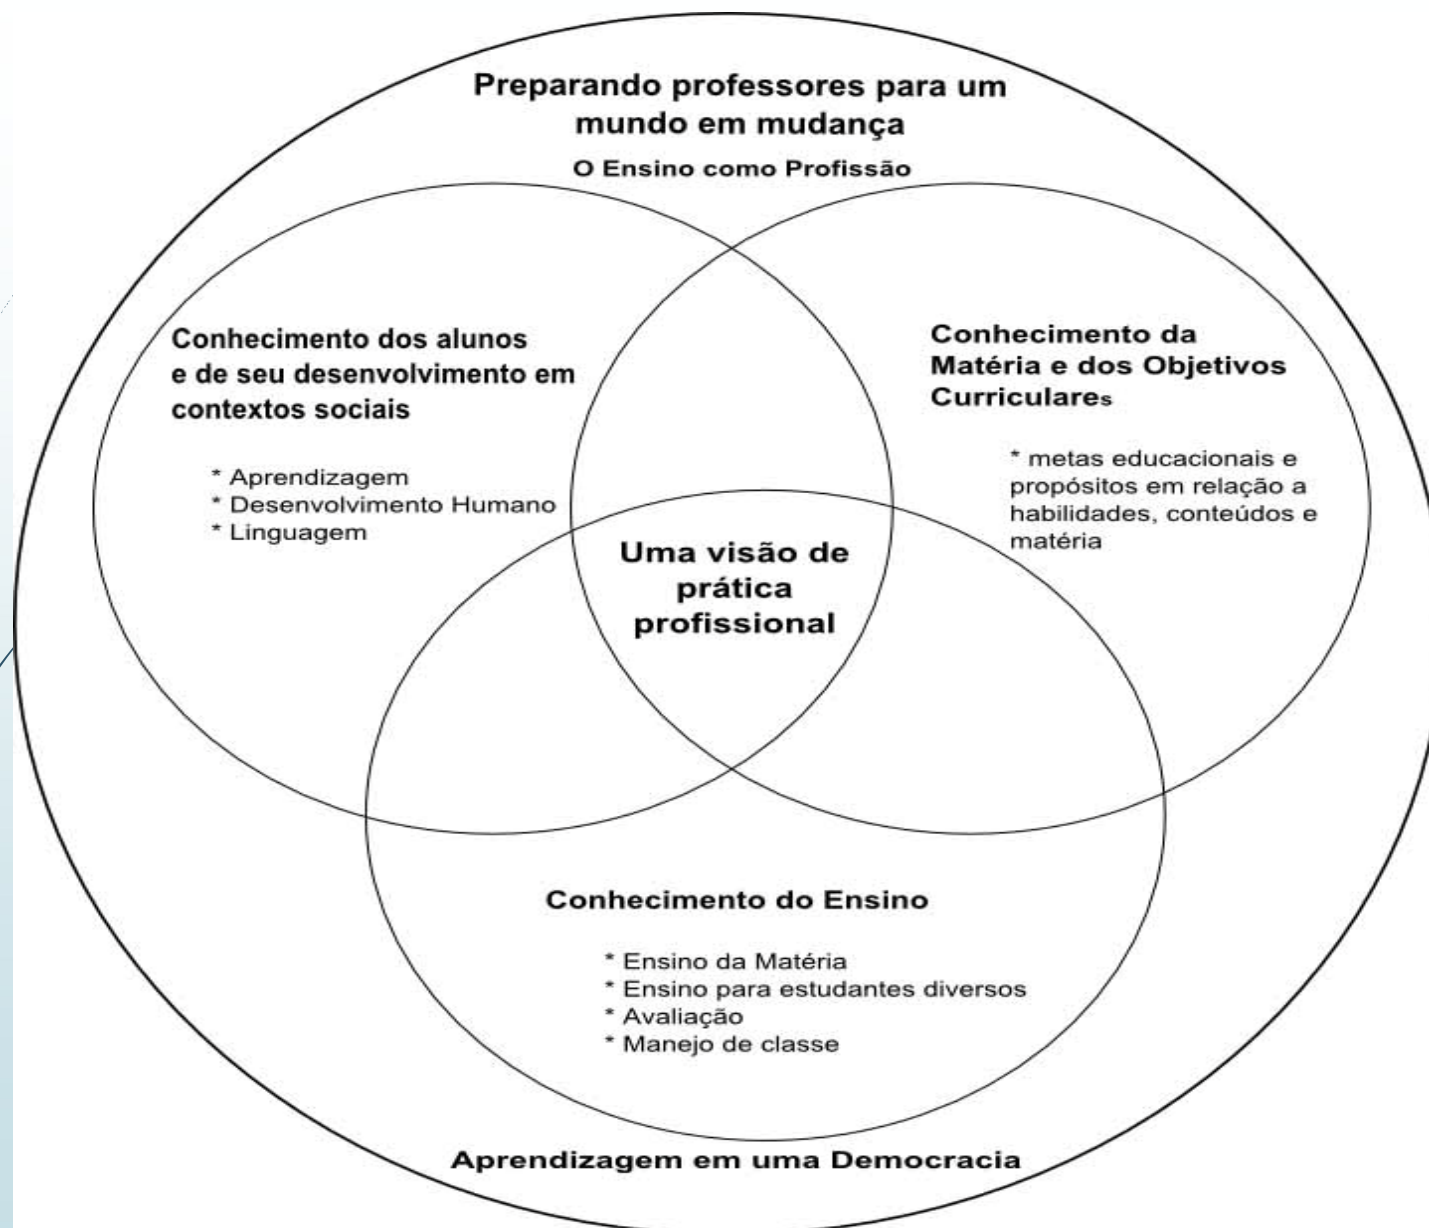 Preparando professores para um
mundo em mudança
O Ensino como Profissão
Conhecimento dos alunos
e de seu desenvolvimento em
contextos sociais
* Aprendizagem
* Desenvolvimento Humano
* Linguagem
Conhecimento da
Matéria e dos Objetivos
Curriculares
* metas educacionais e
propósitos em relação a
habilidades, conteúdos e
matéria
Uma visão de
prática
profissional
Conhecimento do Ensino
* Ensino da Matéria
* Ensino para estudantes diversos
* Avaliação
* Manejo de classe
Aprendizagem em uma Democracia